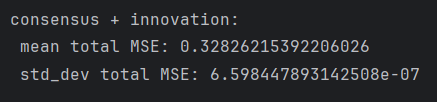 consensus + innovation:
mean total MSE: 0.32826215392206026
std_dev total MSE: 6.598447893142508e-07